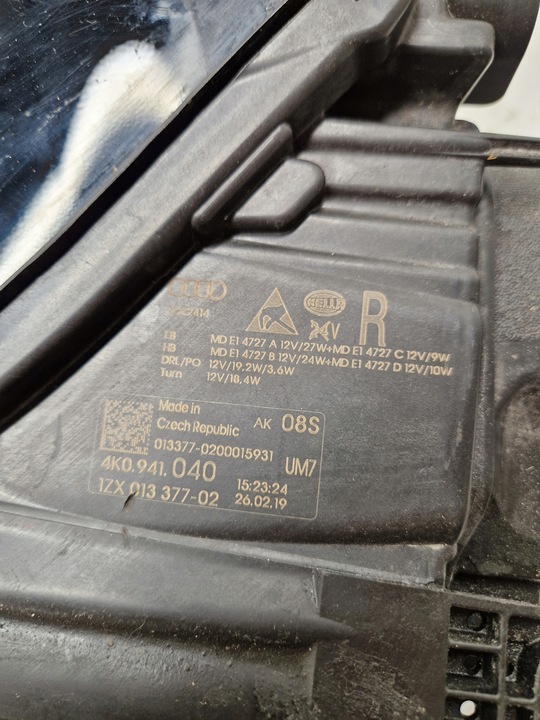 HELLA
24V
R
LB MD E1 4727 A 12V/27W+MD E1 4727 C 12V/9W
HB MD E1 4727 B 12V/24W+MD E1 4727 D 12V/10W
DRL/PO 12V/19,2W/3,6W
Turn 12V/18,4W
Made in
Czech Republic AK 08S
013377-0200015931
4K0.941.040 UM7
1ZX 013 377-02 15:23:24
26.02.19